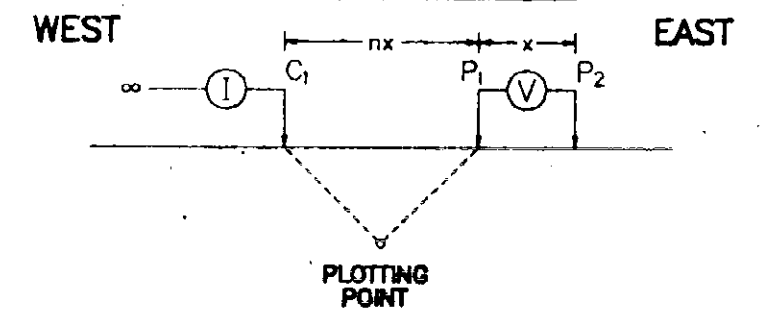 WEST
EAST
nx
x
∞
I
C₁
P₁
V
P₂
PLOTTING
POINT